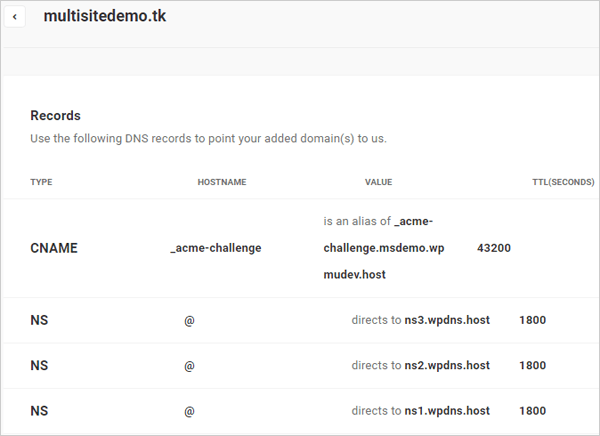 multisitedemo.tk
Records
Use the following DNS records to point your added domain(s) to us.
TYPE HOSTNAME VALUE TTL(SECONDS)
is an alias of _acme-
CNAME _acme-challenge challenge.msdemo.wp 43200
mudev.host
NS @ directs to ns3.wpdns.host 1800
NS @ directs to ns2.wpdns.host 1800
NS @ directs to ns1.wpdns.host 1800